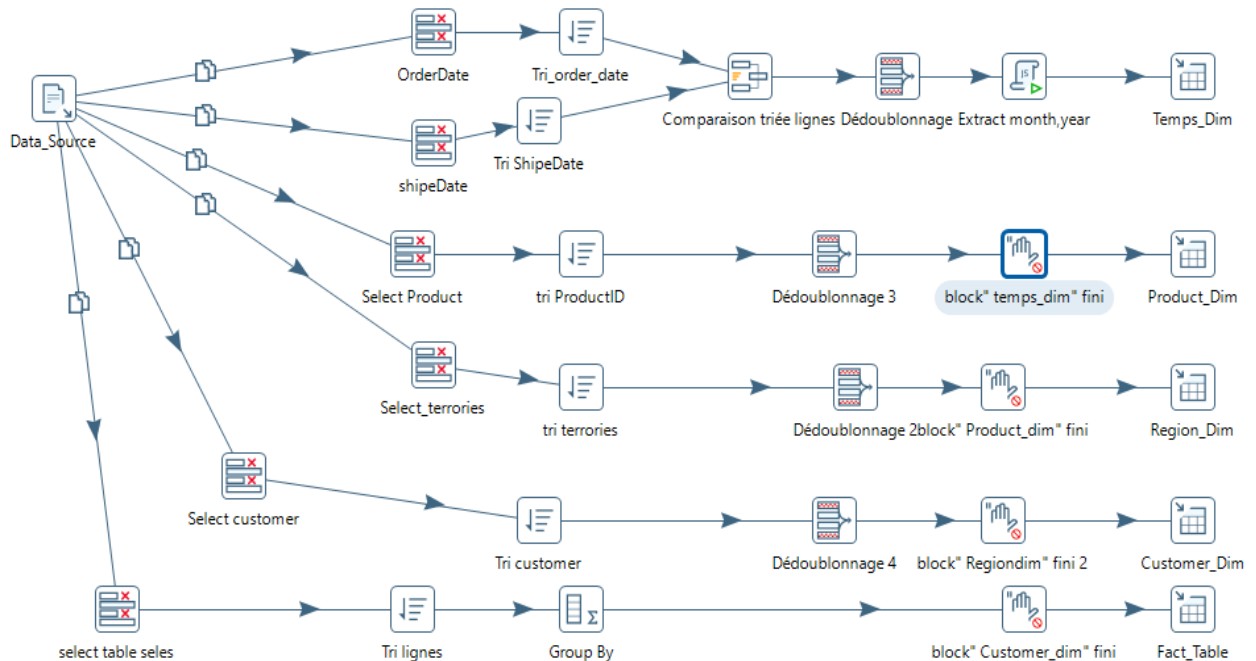 OrderDate
Tri_order_date
Data_Source
Comparaison triée lignes
Dédoublonnage
Extract month,year
Temps_Dim
Tri ShipeDate
shipeDate
Select Product
tri ProductID
Dédoublonnage 3
block" temps_dim" fini
Product_Dim
Select_terrories
tri terrories
Dédoublonnage 2
block" Product_dim" fini
Region_Dim
Select customer
Tri customer
Dédoublonnage 4
block" Regiondim" fini 2
Customer_Dim
select table seles
Tri lignes
Group By
block" Customer_dim" fini
Fact_Table